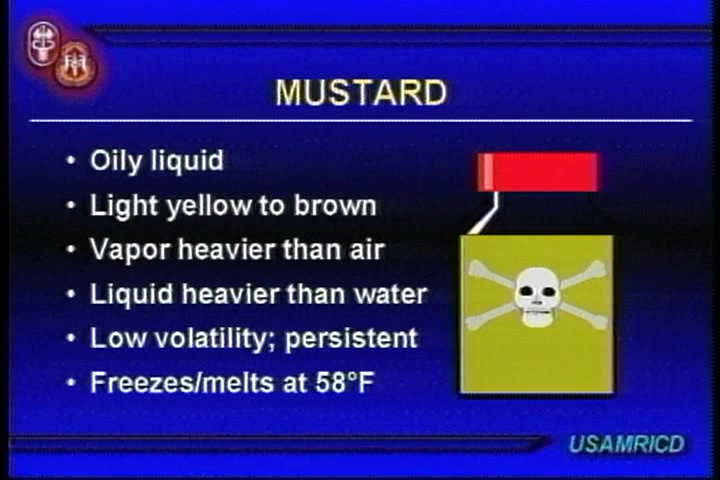 MUSTARD
• Oily liquid
• Light yellow to brown
• Vapor heavier than air
• Liquid heavier than water
• Low volatility; persistent
• Freezes/melts at 58°F
USAMRICD